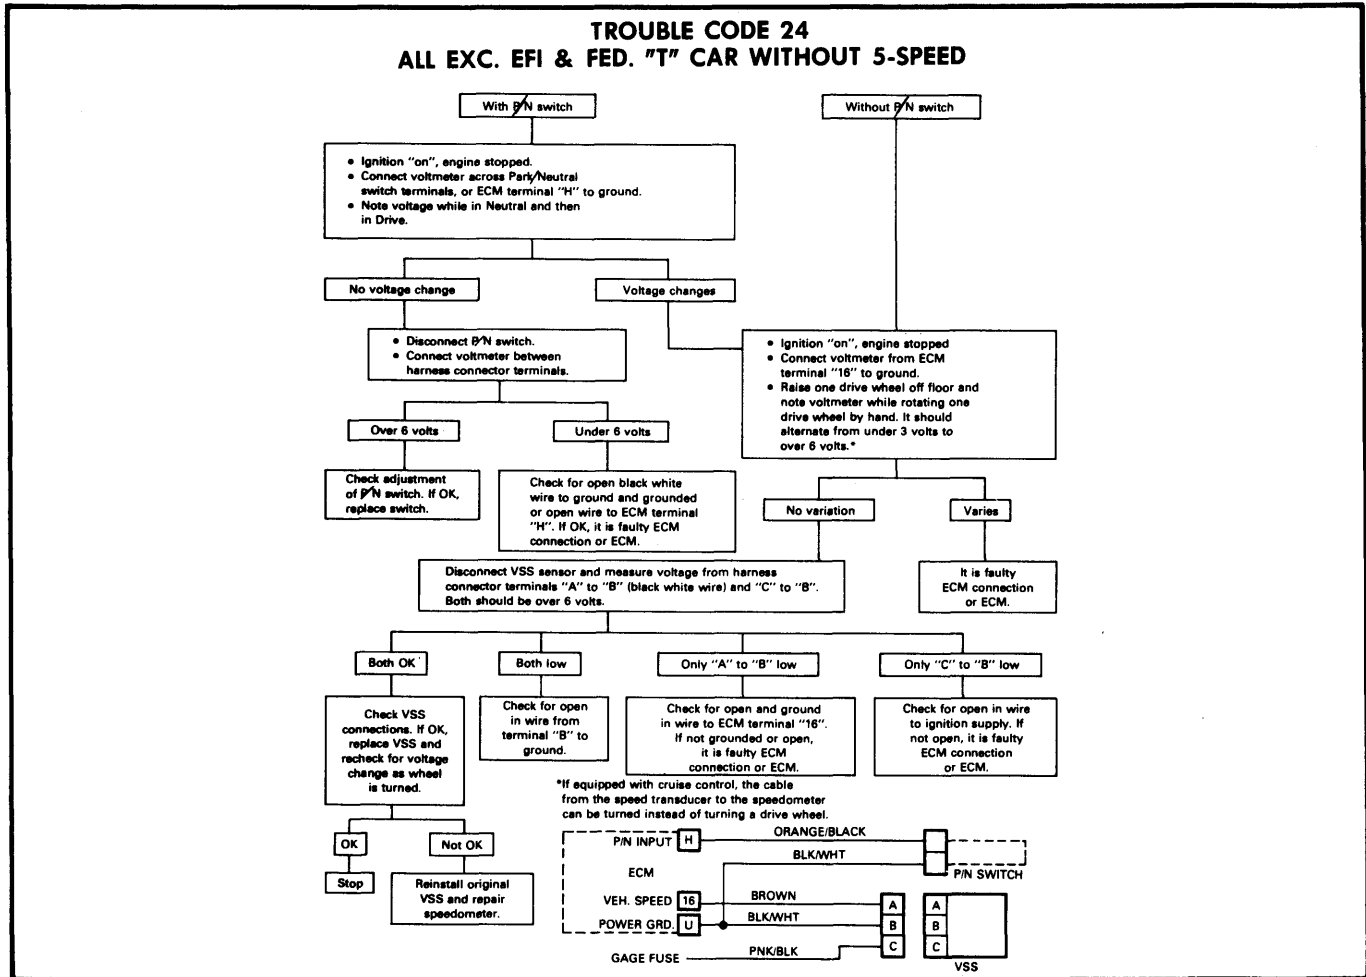 TROUBLE CODE 24
ALL EXC. EFI & FED. "T" CAR WITHOUT 5-SPEED
With P/N switch
Without P/N switch
• Ignition "on", engine stopped.
• Connect voltmeter across Park/Neutral
switch terminals, or ECM terminal "H" to ground.
• Note voltage while in Neutral and then
in Drive.
No voltage change
Voltage changes
• Disconnect P/N switch.
• Connect voltmeter between
harness connector terminals.
• Ignition "on", engine stopped
• Connect voltmeter from ECM
terminal "16" to ground.
• Raise one drive wheel off floor and
note voltmeter while rotating one
drive wheel by hand. It should
alternate from under 3 volts to
over 6 volts.*
Over 6 volts
Under 6 volts
Check adjustment
of P/N switch. If OK,
replace switch.
Check for open black white
wire to ground and grounded
or open wire to ECM terminal
"H". If OK, it is faulty ECM
connection or ECM.
No variation
Varies
Disconnect VSS sensor and measure voltage from harness
connector terminals "A" to "B" (black white wire) and "C" to "B".
Both should be over 6 volts.
It is faulty
ECM connection
or ECM.
Both OK
Both low
Only "A" to "B" low
Only "C" to "B" low
Check VSS
connections. If OK,
replace VSS and
recheck for voltage
change as wheel
is turned.
Check for open
in wire from
terminal "B" to
ground.
Check for open and ground
in wire to ECM terminal "16".
If not grounded or open,
it is faulty ECM
connection or ECM.
Check for open in wire
to ignition supply. If
not open, it is faulty
ECM connection
or ECM.
*If equipped with cruise control, the cable
from the speed transducer to the speedometer
can be turned instead of turning a drive wheel.
OK
Not OK
Stop
Reinstall original
VSS and repair
speedometer.
P/N INPUT H ORANGE/BLACK
BLK/WHT
P/N SWITCH
ECM
VEH. SPEED 16 BROWN A A
POWER GRD. U BLK/WHT B B
GAGE FUSE PNK/BLK C C
VSS